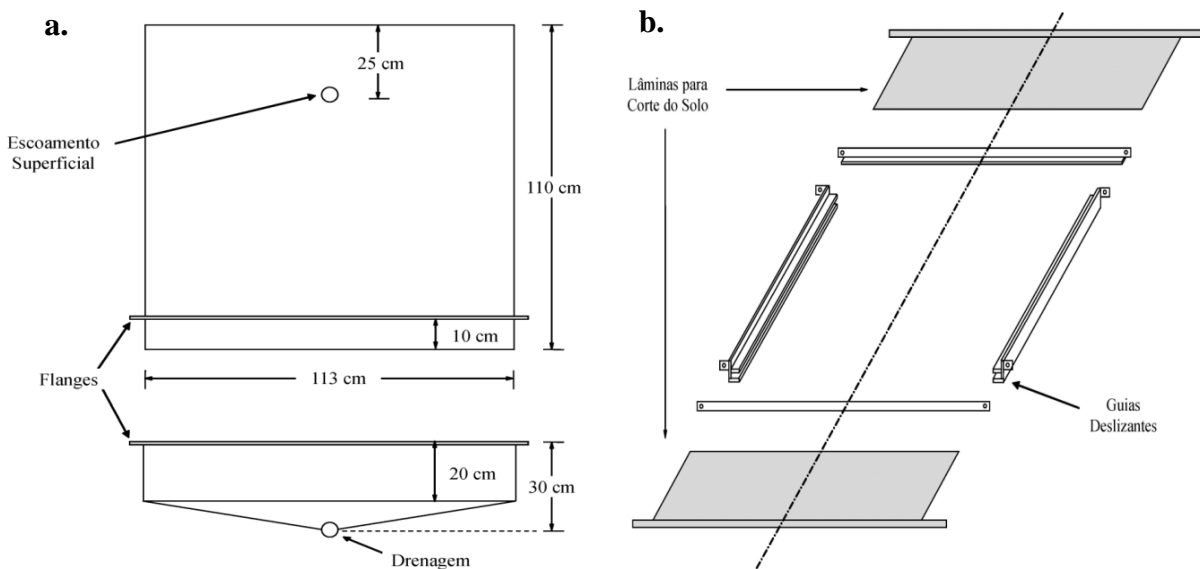 a.
25 cm
Escoamento
Superficial
110 cm
10 cm
Flanges
113 cm
20 cm
30 cm
Drenagem
b.
Lâminas para
Corte do Solo
Guias
Deslizantes